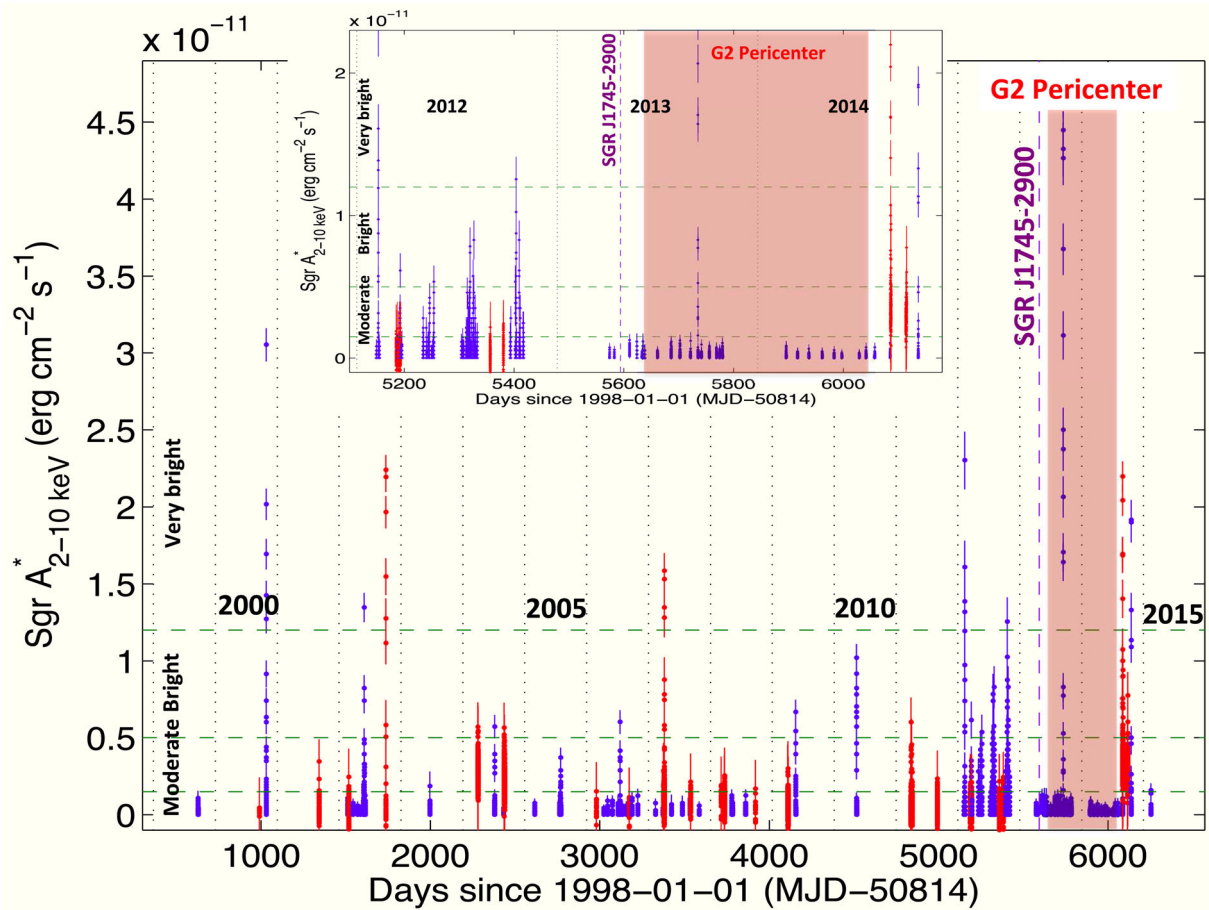 x 10⁻¹¹
Sgr A*₂₋₁₀ keV (erg cm⁻² s⁻¹)
4.5
4
3.5
3
2.5
2
1.5
1
0.5
0
Very bright
Moderate Bright
2000
2005
2010
2015
G2 Pericenter
SGR J1745-2900
1000
2000
3000
4000
5000
6000
Days since 1998-01-01 (MJD-50814)
x 10⁻¹¹
Sgr A*₂₋₁₀ keV (erg cm⁻² s⁻¹)
2
1
0
Very bright
Bright
Moderate
2012
2013
2014
SGR J1745-2900
G2 Pericenter
5200
5400
5600
5800
6000
Days since 1998-01-01 (MJD-50814)